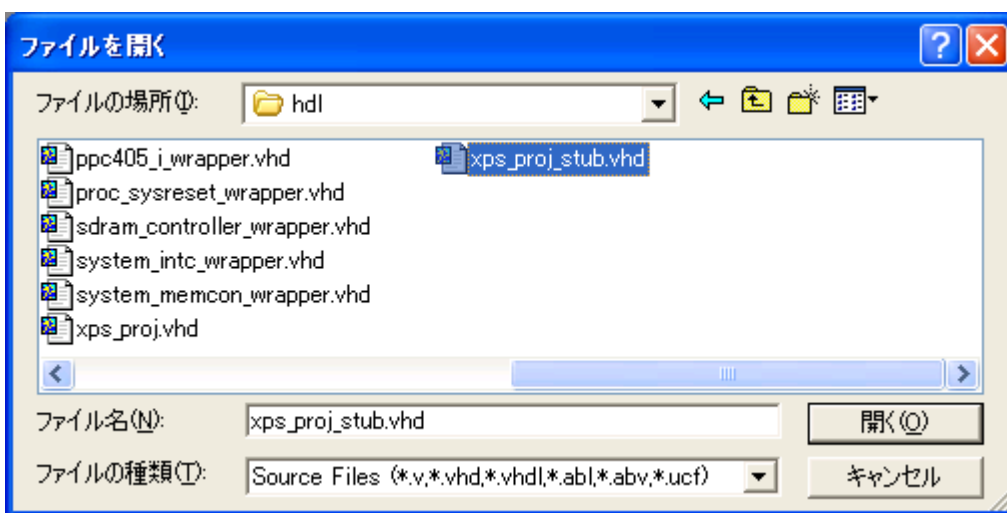 ファイルを開く
ファイルの場所(I): hdl
ppc405_i_wrapper.vhd xps_proj_stub.vhd
proc_sysreset_wrapper.vhd
sdram_controller_wrapper.vhd
system_intc_wrapper.vhd
system_memcon_wrapper.vhd
xps_proj.vhd
ファイル名(N): xps_proj_stub.vhd 開く(O)
ファイルの種類(T): Source Files (*.v,*.vhd,*.vhdl,*.abl,*.abv,*.ucf) キャンセル